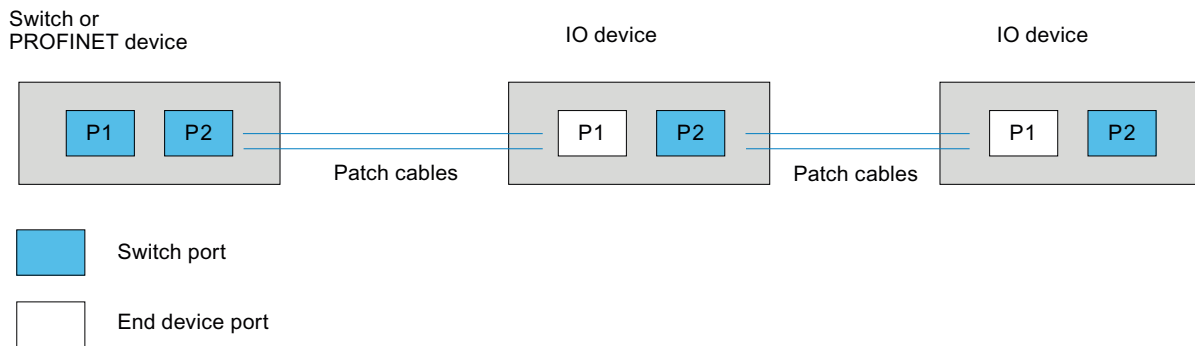 Switch or
PROFINET device
IO device
IO device
P1
P2
P1
P2
P1
P2
Patch cables
Patch cables
Switch port
End device port